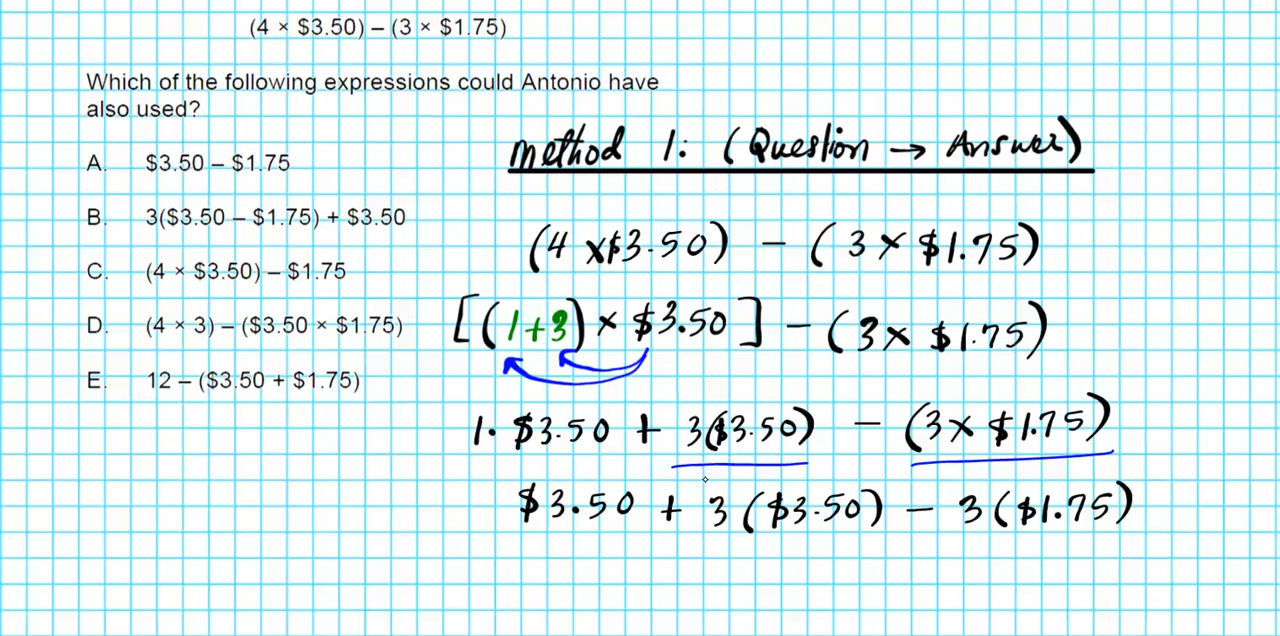 (4 × $3.50) – (3 × $1.75)
Which of the following expressions could Antonio have
also used?
A. $3.50 – $1.75
B. 3($3.50 – $1.75) + $3.50
C. (4 × $3.50) – $1.75
D. (4 × 3) – ($3.50 × $1.75)
E. 12 – ($3.50 + $1.75)
method 1: (Question → Answer)
(4 x$3.50) – (3 x $1.75)
[(1+3) x $3.50] – (3 x $1.75)
1. $3.50 + 3($3.50) – (3 x $1.75)
$3.50 + 3 ($3.50) – 3 ($1.75)